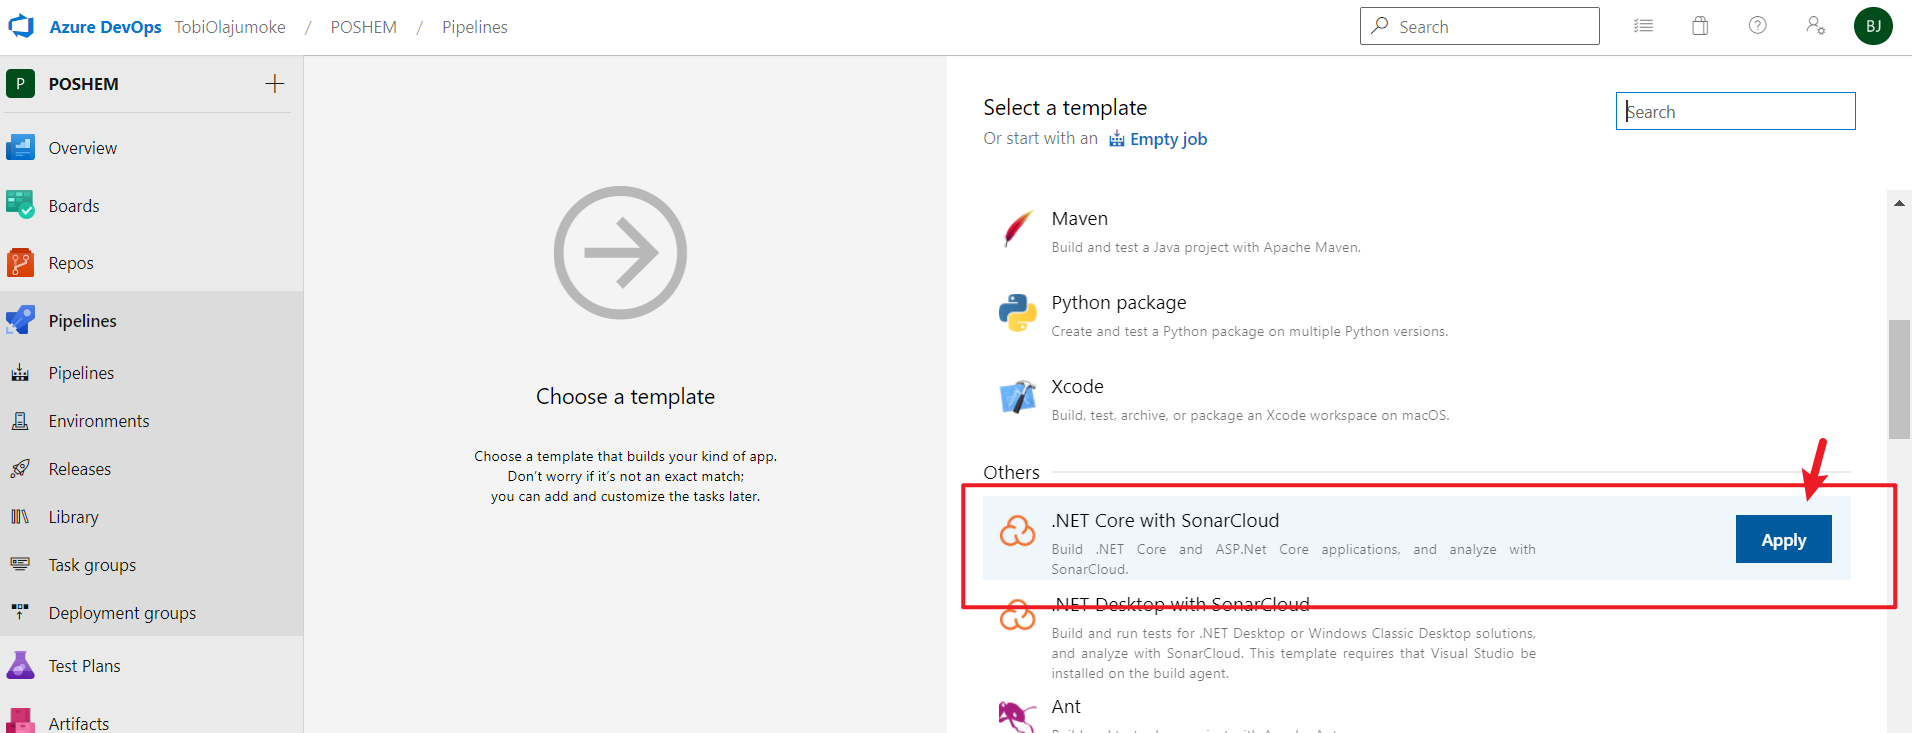 Azure DevOps TobiOlajumoke / POSHEM / Pipelines
Search
BJ
P POSHEM
Overview
Boards
Repos
Pipelines
Pipelines
Environments
Releases
Library
Task groups
Deployment groups
Test Plans
Artifacts
Choose a template
Choose a template that builds your kind of app.
Don't worry if it's not an exact match;
you can add and customize the tasks later.
Select a template
Or start with an Empty job
Search
Maven
Build and test a Java project with Apache Maven.
Python package
Create and test a Python package on multiple Python versions.
Xcode
Build, test, archive, or package an Xcode workspace on macOS.
Others
.NET Core with SonarCloud
Build .NET Core and ASP.Net Core applications, and analyze with
SonarCloud.
Apply
.NET Desktop with SonarCloud
Build and run tests for .NET Desktop or Windows Classic Desktop solutions,
and analyze with SonarCloud. This template requires that Visual Studio be
installed on the build agent.
Ant